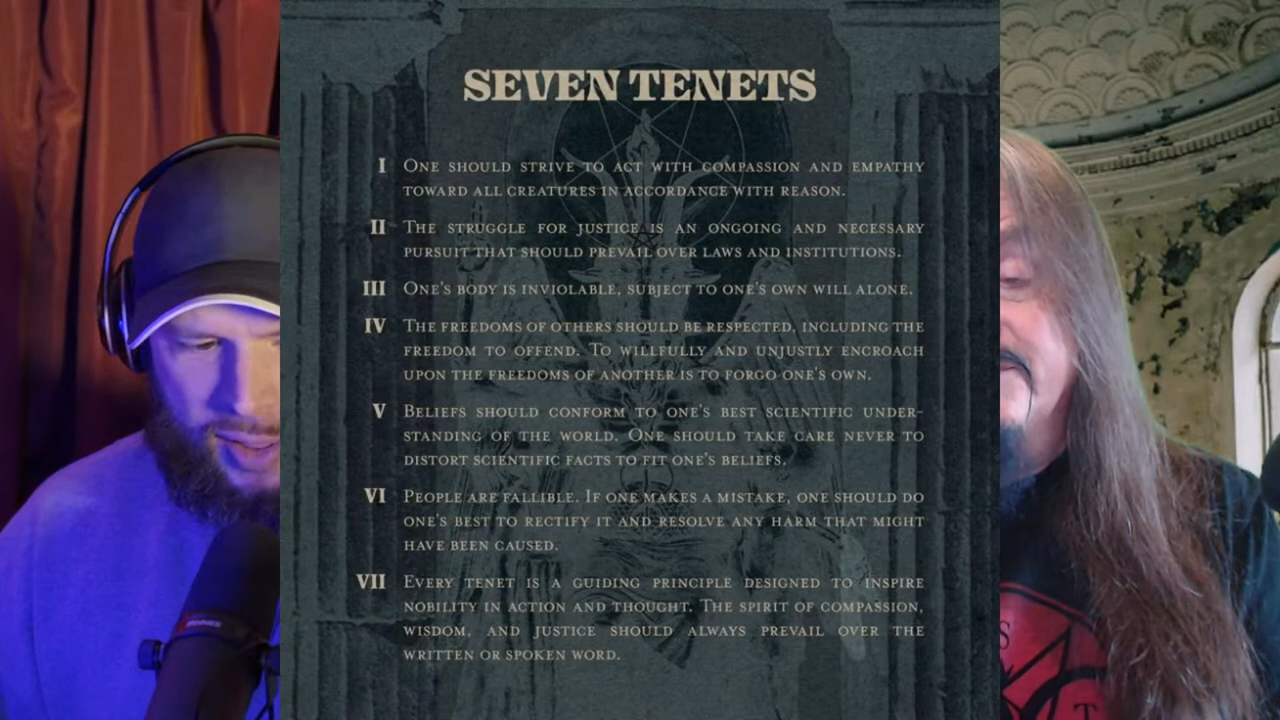 SEVEN TENETS
I ONE SHOULD STRIVE TO ACT WITH COMPASSION AND EMPATHY
TOWARD ALL CREATURES IN ACCORDANCE WITH REASON.
II THE STRUGGLE FOR JUSTICE IS AN ONGOING AND NECESSARY
PURSUIT THAT SHOULD PREVAIL OVER LAWS AND INSTITUTIONS.
III ONE'S BODY IS INVIOLABLE, SUBJECT TO ONE'S OWN WILL ALONE.
IV THE FREEDOMS OF OTHERS SHOULD BE RESPECTED, INCLUDING THE
FREEDOM TO OFFEND. TO WILLFULLY AND UNJUSTLY ENCROACH
UPON THE FREEDOMS OF ANOTHER IS TO FORGO ONE'S OWN.
V BELIEFS SHOULD CONFORM TO ONE'S BEST SCIENTIFIC UNDER-
STANDING OF THE WORLD. ONE SHOULD TAKE CARE NEVER TO
DISTORT SCIENTIFIC FACTS TO FIT ONE'S BELIEFS.
VI PEOPLE ARE FALLIBLE. IF ONE MAKES A MISTAKE, ONE SHOULD DO
ONE'S BEST TO RECTIFY IT AND RESOLVE ANY HARM THAT MIGHT
HAVE BEEN CAUSED.
VII EVERY TENET IS A GUIDING PRINCIPLE DESIGNED TO INSPIRE
NOBILITY IN ACTION AND THOUGHT. THE SPIRIT OF COMPASSION,
WISDOM, AND JUSTICE SHOULD ALWAYS PREVAIL OVER THE
WRITTEN OR SPOKEN WORD.